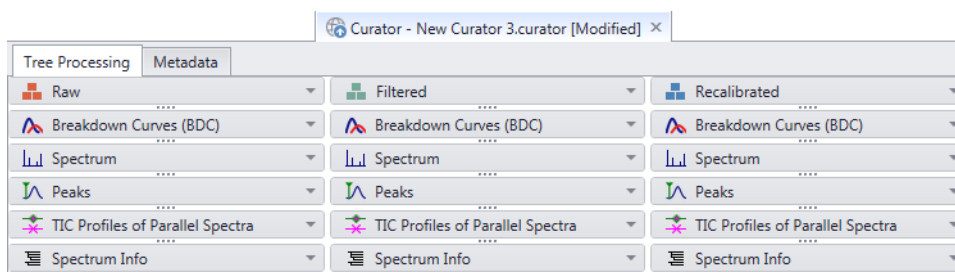 Curator - New Curator 3.curator [Modified]
Tree Processing Metadata
Raw Filtered Recalibrated
Breakdown Curves (BDC) Breakdown Curves (BDC) Breakdown Curves (BDC)
Spectrum Spectrum Spectrum
Peaks Peaks Peaks
TIC Profiles of Parallel Spectra TIC Profiles of Parallel Spectra TIC Profiles of Parallel Spectra
Spectrum Info Spectrum Info Spectrum Info